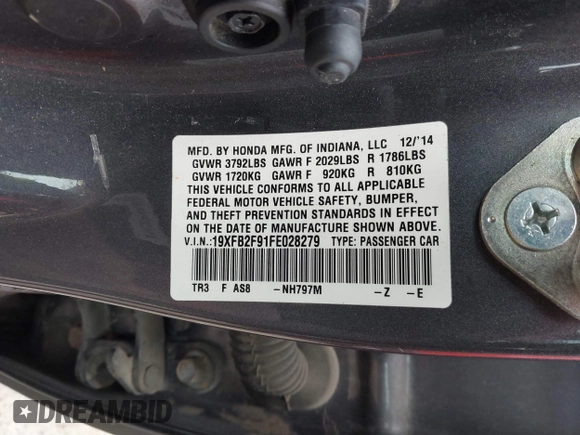 MFD. BY HONDA MFG. OF INDIANA, LLC 12/'14
GVWR 3792LBS GAWR F 2029LBS R 1786LBS
GVWR 1720KG GAWR F 920KG R 810KG
THIS VEHICLE CONFORMS TO ALL APPLICABLE
FEDERAL MOTOR VEHICLE SAFETY, BUMPER,
AND THEFT PREVENTION STANDARDS IN EFFECT
ON THE DATE OF MANUFACTURE SHOWN ABOVE.
V.I.N.:19XFB2F91FE028279 TYPE: PASSENGER CAR
TR3 F AS8 -NH797M -Z -E
DREAMBID